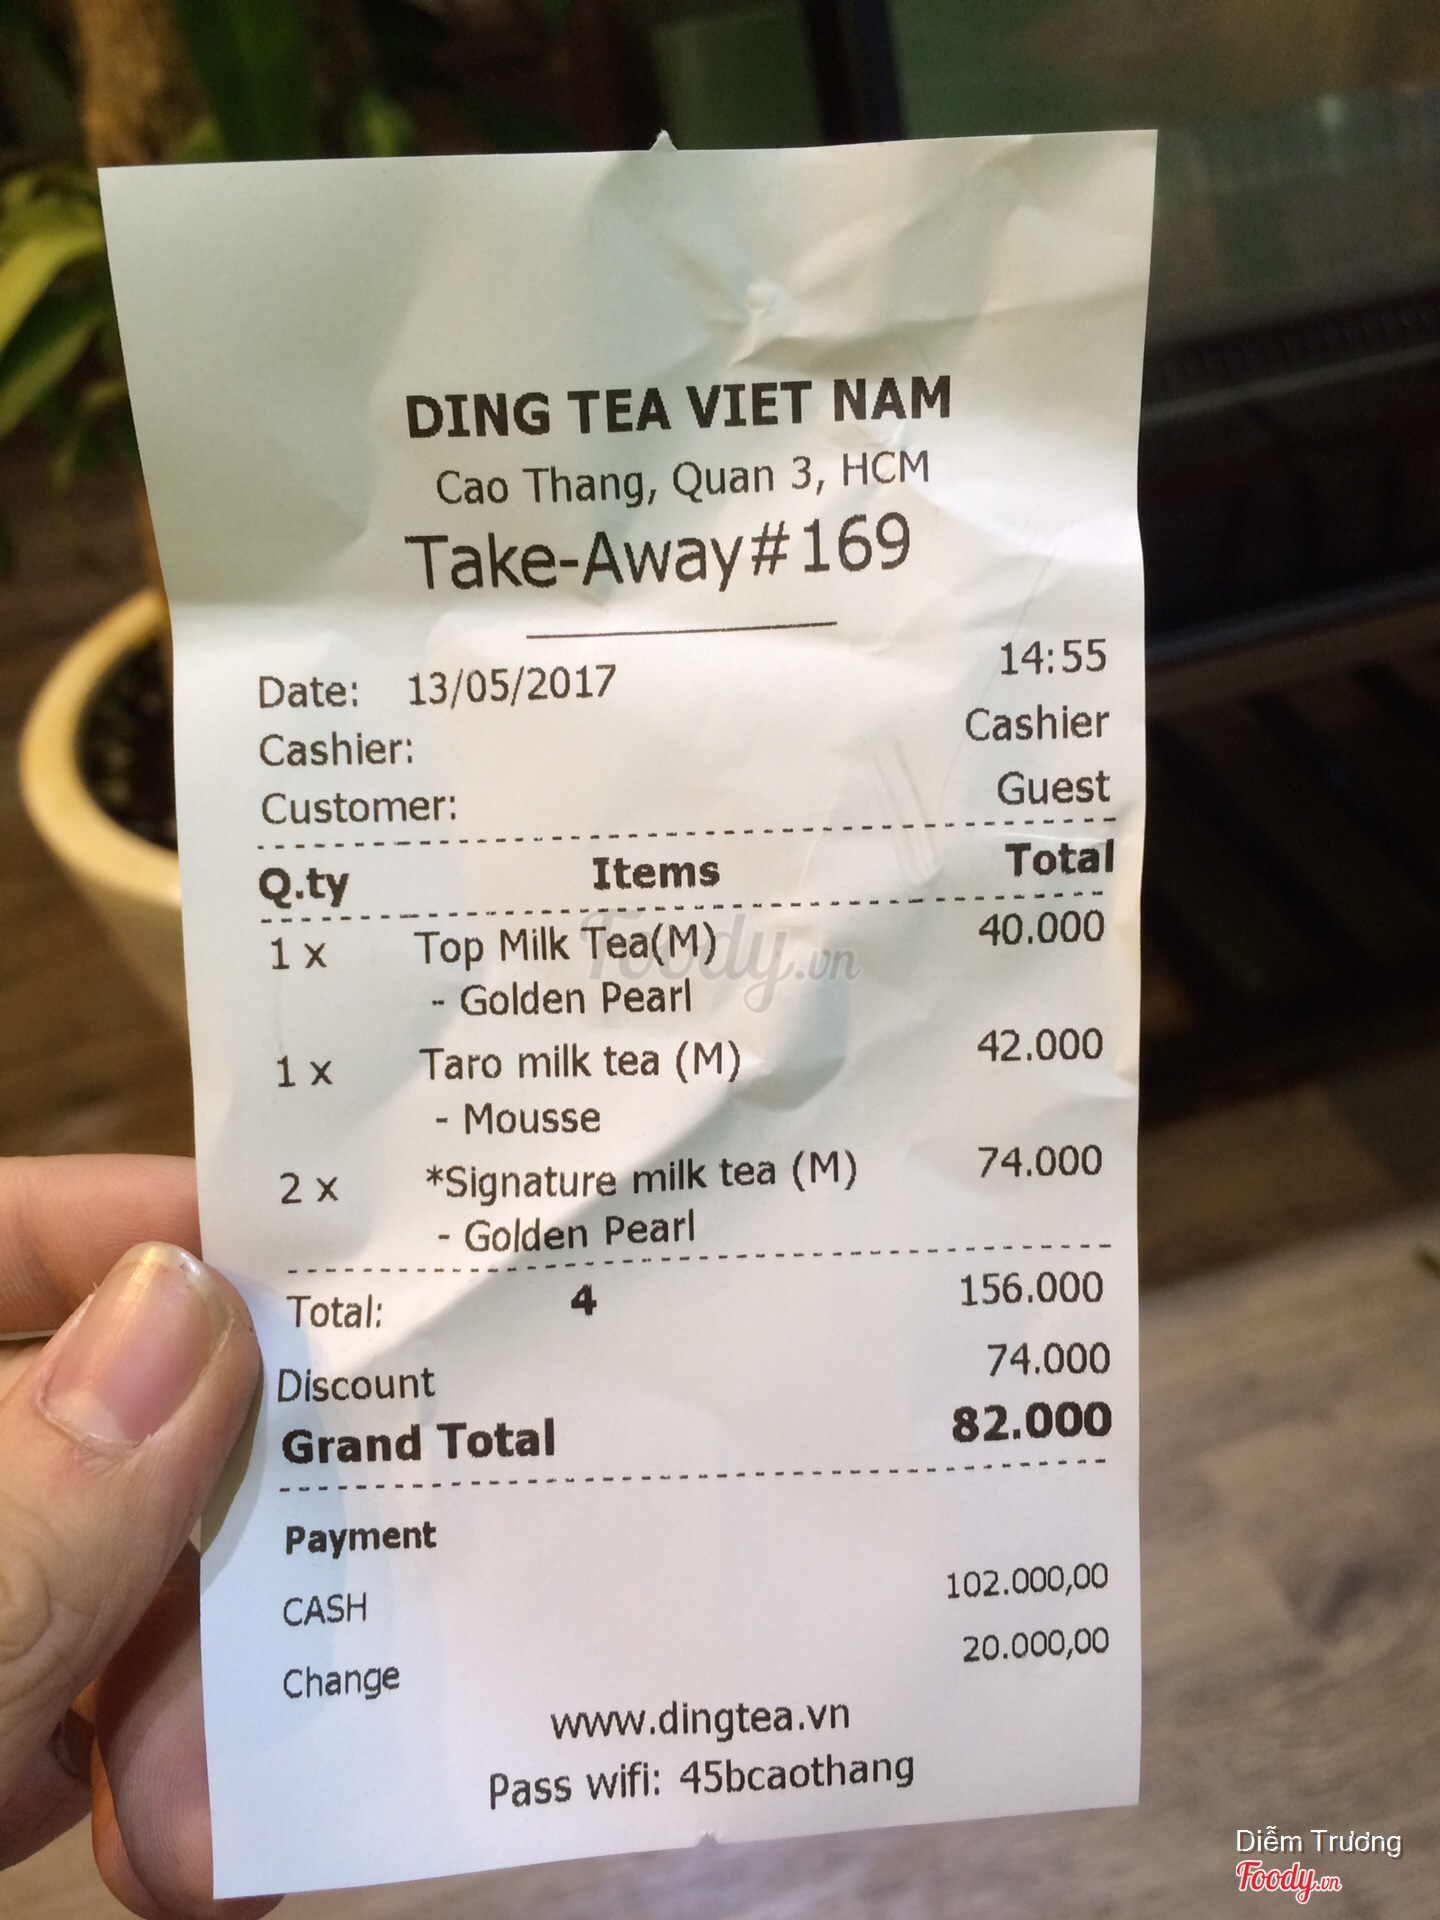 DING TEA VIET NAM
Cao Thang, Quan 3, HCM
Take-Away#169
Date: 13/05/2017 14:55
Cashier: Cashier
Customer: Guest
Q.ty Items Total
1 x Top Milk Tea(M) 40.000
- Golden Pearl
1 x Taro milk tea (M) 42.000
- Mousse
2 x *Signature milk tea (M) 74.000
- Golden Pearl
Total: 4 156.000
Discount 74.000
Grand Total 82.000
Payment
CASH 102.000,00
Change 20.000,00
www.dingtea.vn
Pass wifi: 45bcaothang
Foody.vn
Diễm Trương
Foody.vn